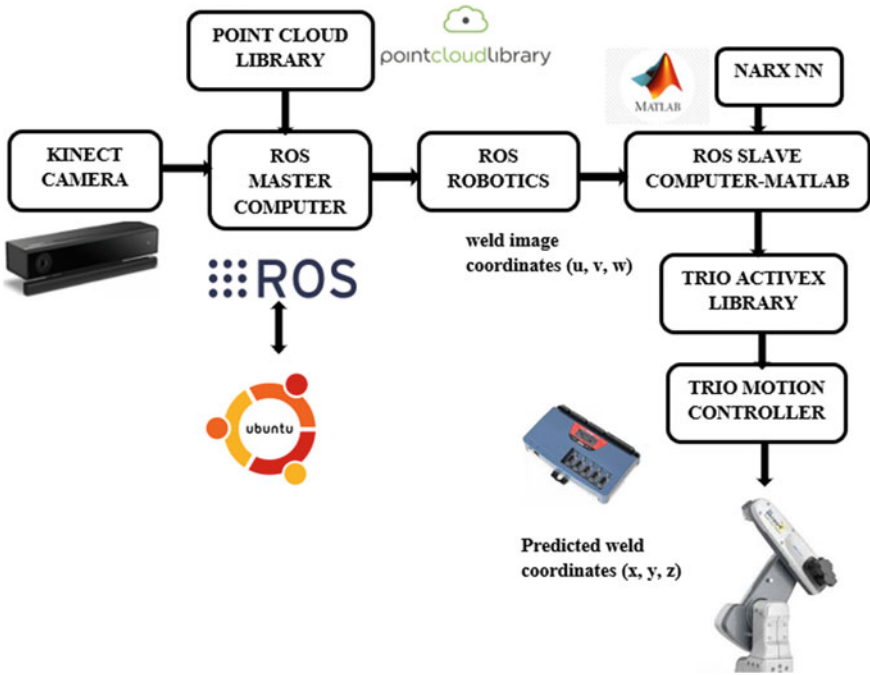 POINT CLOUD
LIBRARY
pointcloudlibrary
MATLAB
NARX NN
KINECT
CAMERA
ROS
MASTER
COMPUTER
ROS
ROBOTICS
ROS SLAVE
COMPUTER-MATLAB
weld image
coordinates (u, v, w)
ROS
TRIO ACTIVEX
LIBRARY
ubuntu
TRIO MOTION
CONTROLLER
Predicted weld
coordinates (x, y, z)